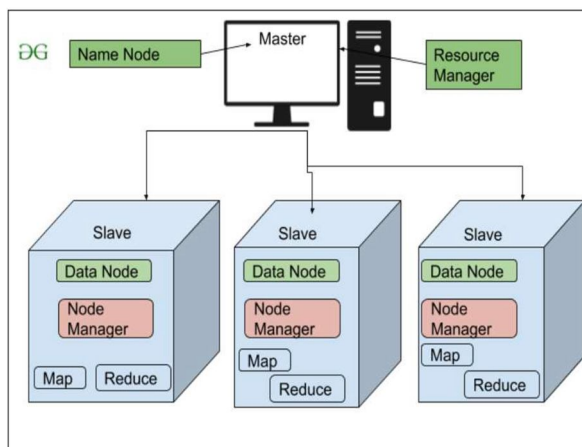 ƏG
Name Node
Master
Resource
Manager
Slave
Data Node
Node
Manager
Map
Reduce
Slave
Data Node
Node
Manager
Map
Reduce
Slave
Data Node
Node
Manager
Map
Reduce